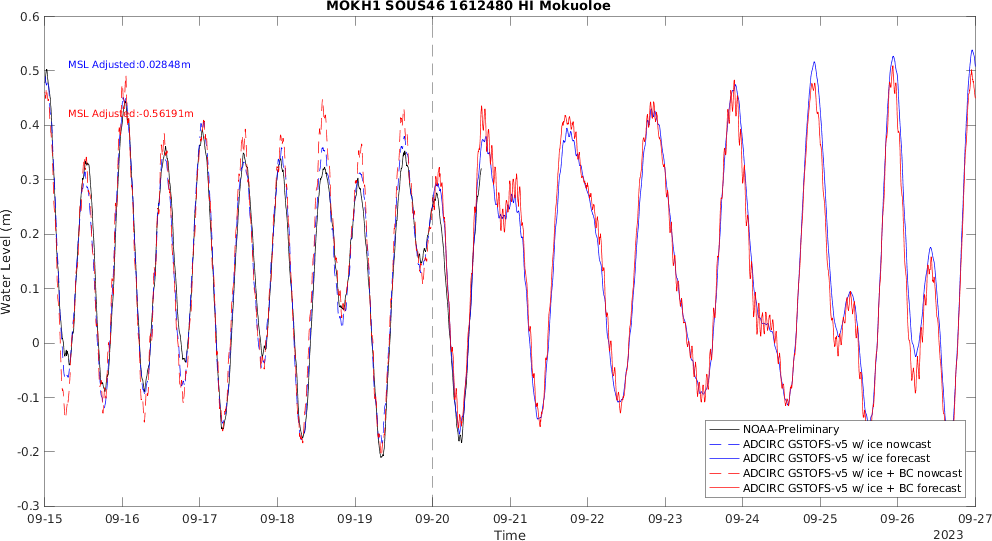 MOKH1 SOUS46 1612480 HI Mokuoloe
0.6
0.5
0.4
0.3
0.2
0.1
0
-0.1
-0.2
-0.3
Water Level (m)
MSL Adjusted:0.02848m
MSL Adjusted:-0.56191m
NOAA-Preliminary
ADCIRC GSTOFS-v5 w/ ice nowcast
ADCIRC GSTOFS-v5 w/ ice forecast
ADCIRC GSTOFS-v5 w/ ice + BC nowcast
ADCIRC GSTOFS-v5 w/ ice + BC forecast
09-15 09-16 09-17 09-18 09-19 09-20 09-21 09-22 09-23 09-24 09-25 09-26 09-27
Time
2023